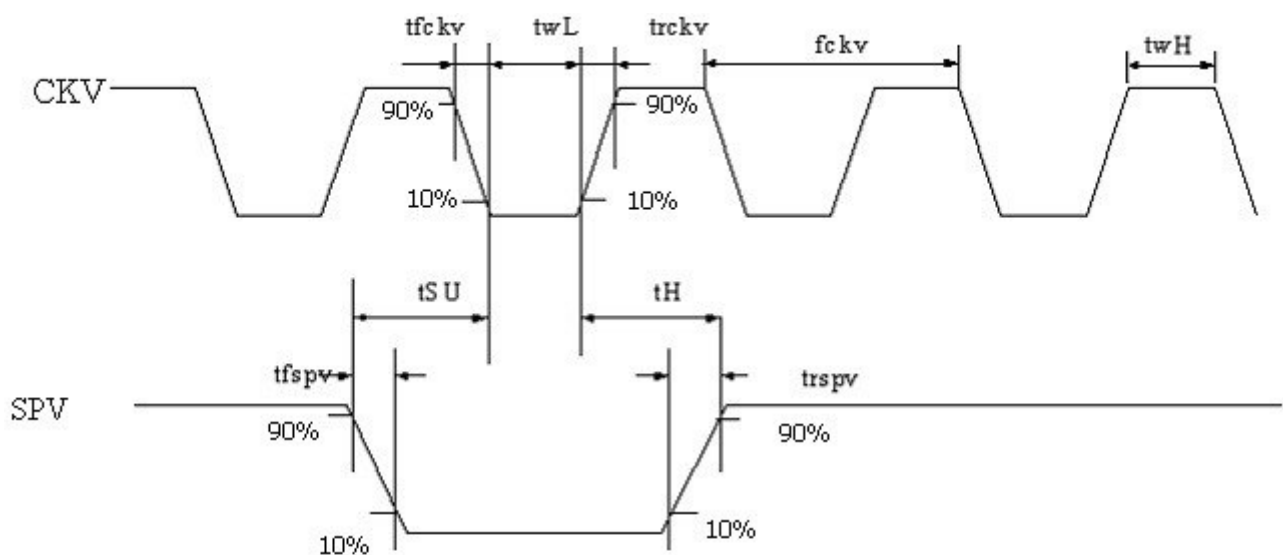 tfckv twL trckv fckv twH
CKV
90% 90%
10% 10%
tSU tH
tfspv trspv
SPV
90% 90%
10% 10%